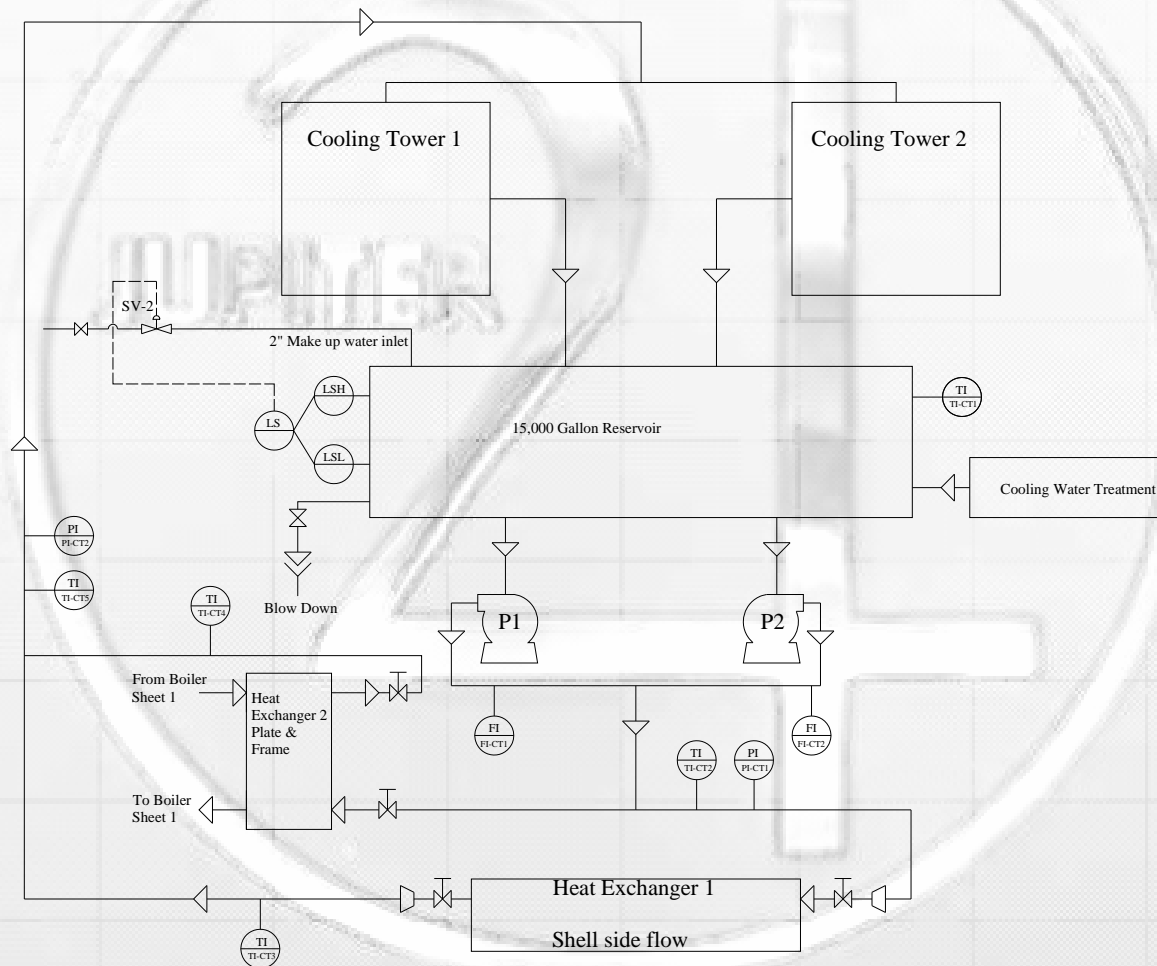 Cooling Tower 1
Cooling Tower 2
JUPITER
SV-2
2" Make up water inlet
LSH
LS
LSL
15,000 Gallon Reservoir
TI
TI-CT1
Cooling Water Treatment
PI
PI-CT2
TI
TI-CT5
TI
TI-CT4
Blow Down
P1
P2
From Boiler
Sheet 1
Heat
Exchanger 2
Plate &
Frame
FI
FI-CT1
FI
FI-CT2
TI
TI-CT2
PI
PI-CT1
To Boiler
Sheet 1
Heat Exchanger 1
Shell side flow
TI
TI-CT3